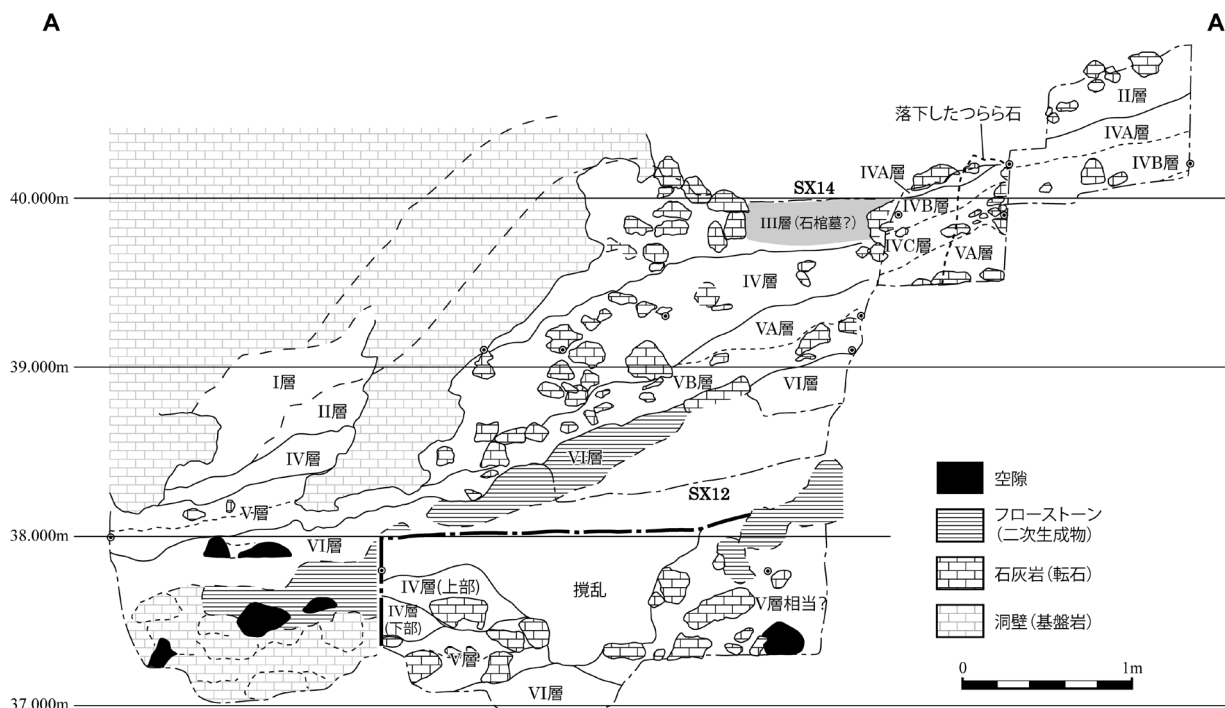 A
A
II層
落下したつらら石
IVA層
IVA層
IVB層
SX14
40.000m
IVB層
III層(石棺墓?)
IVC層
VA層
IV層
VA層
39.000m
I層
VB層
VI層
II層
IV層
VI層
SX12
空隙
V層
フローストーン
(二次生成物)
38.000m
VI層
石灰岩(転石)
IV層(上部)
撹乱
IV層
(下部)
V層相当?
洞壁(基盤岩)
V層
0
1m
VI層
37.000m